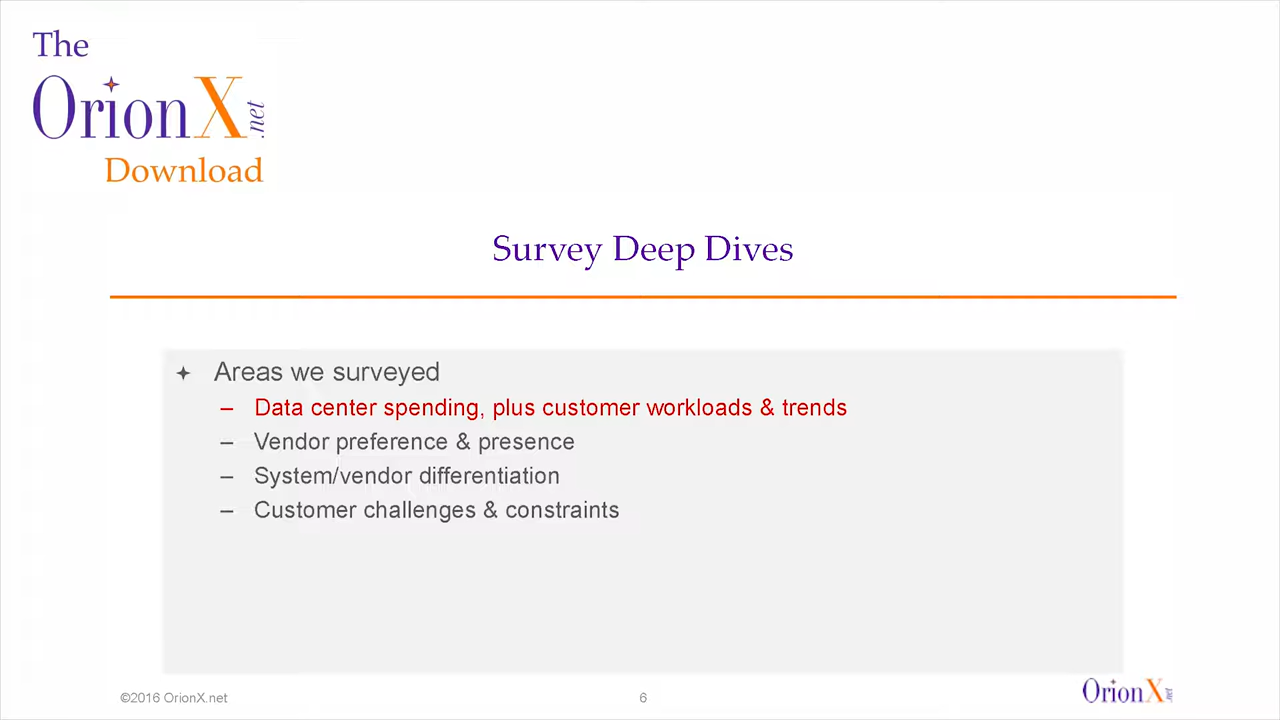 The
OrionX.net
Download
Survey Deep Dives
Areas we surveyed
– Data center spending, plus customer workloads & trends
– Vendor preference & presence
– System/vendor differentiation
– Customer challenges & constraints
©2016 OrionX.net
6
OrionX.net